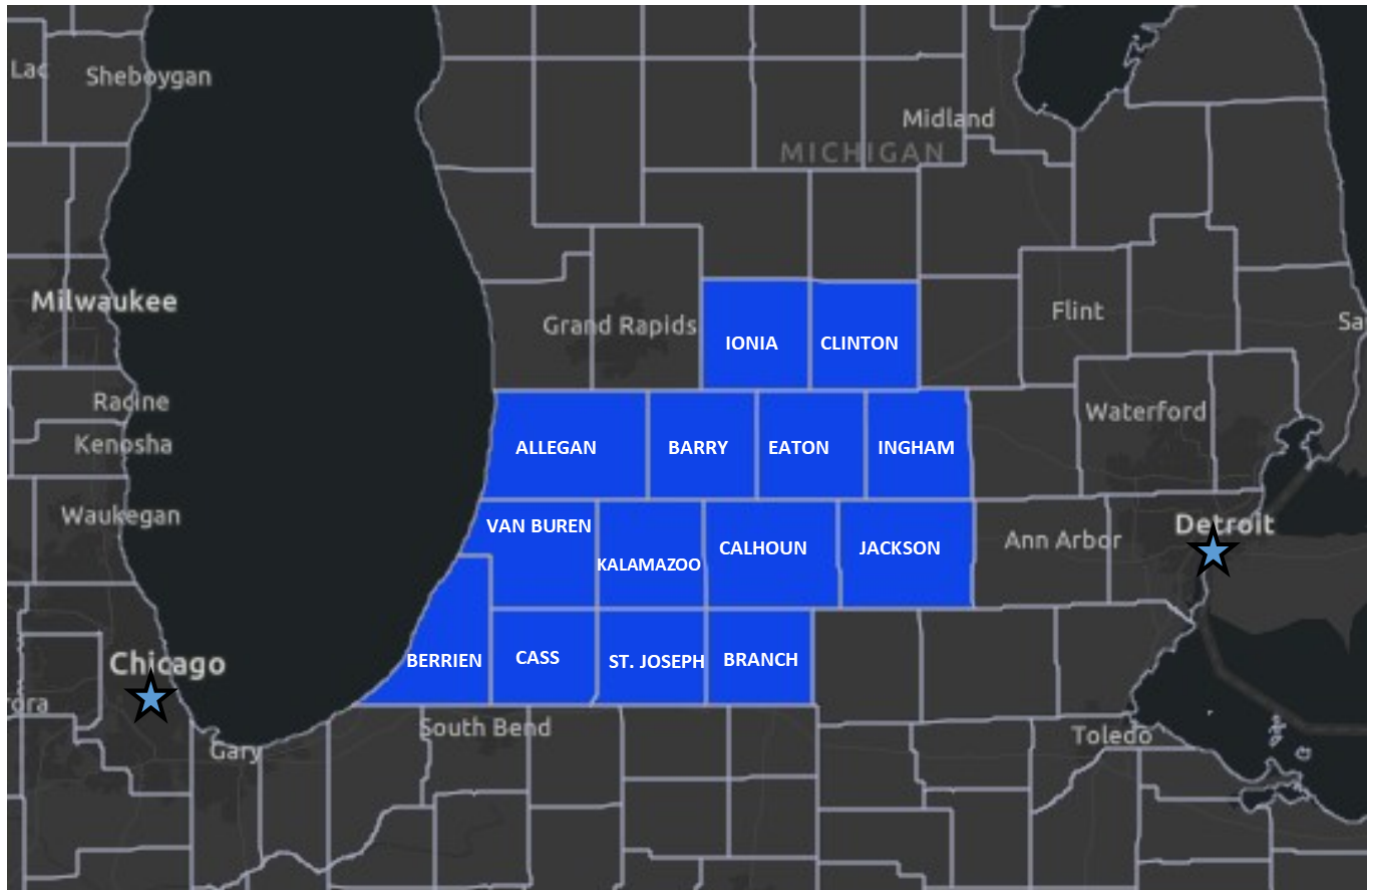 Lac
Sheboygan
Midland
MICHIGAN
Milwaukee
Grand Rapids
Flint
Sa
IONIA
CLINTON
Racine
Waterford
Kenosha
ALLEGAN
BARRY
EATON
INGHAM
Waukegan
VAN BUREN
Detroit
Ann Arbor
CALHOUN
JACKSON
KALAMAZOO
Chicago
BERRIEN
CASS
ST. JOSEPH
BRANCH
rora
South Bend
Toledo
Gary